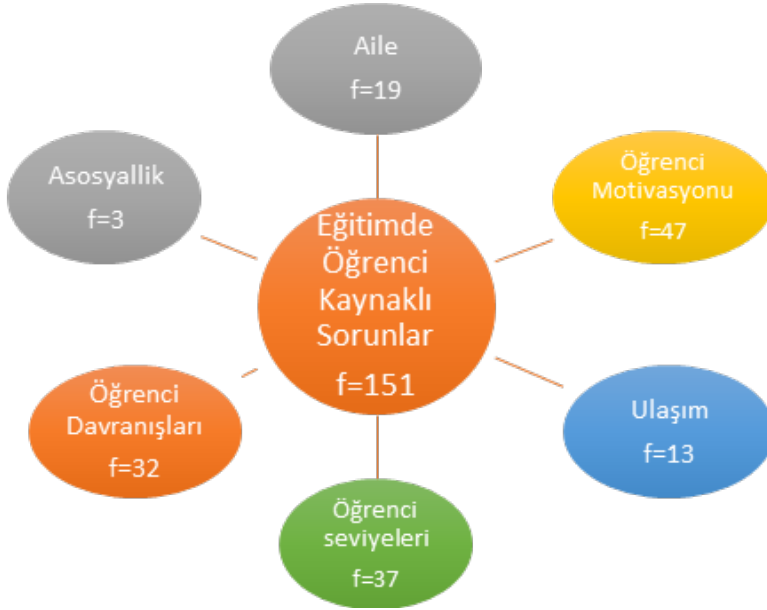 Aile
f=19
Öğrenci
Motivasyonu
f=47
Ulaşım
f=13
Öğrenci
seviyeleri
f=37
Öğrenci
Davranışları
f=32
Asosyallik
f=3
Eğitimde
Öğrenci
Kaynaklı
Sorunlar
f=151